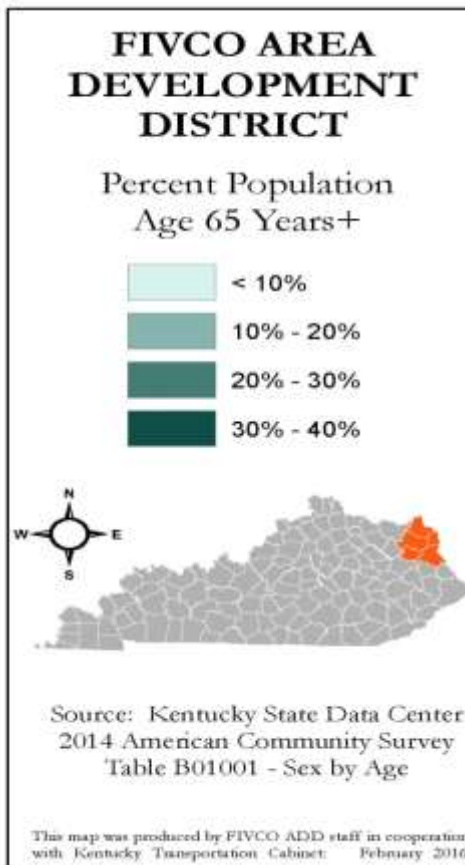 FIVCO AREA
DEVELOPMENT
DISTRICT
Percent Population
Age 65 Years+
< 10%
10% - 20%
20% - 30%
30% - 40%
N
W E
S
Source: Kentucky State Data Center
2014 American Community Survey
Table B01001 - Sex by Age
This map was produced by FIVCO ADD staff in cooperation
with Kentucky Transportation Cabinet: February 2016